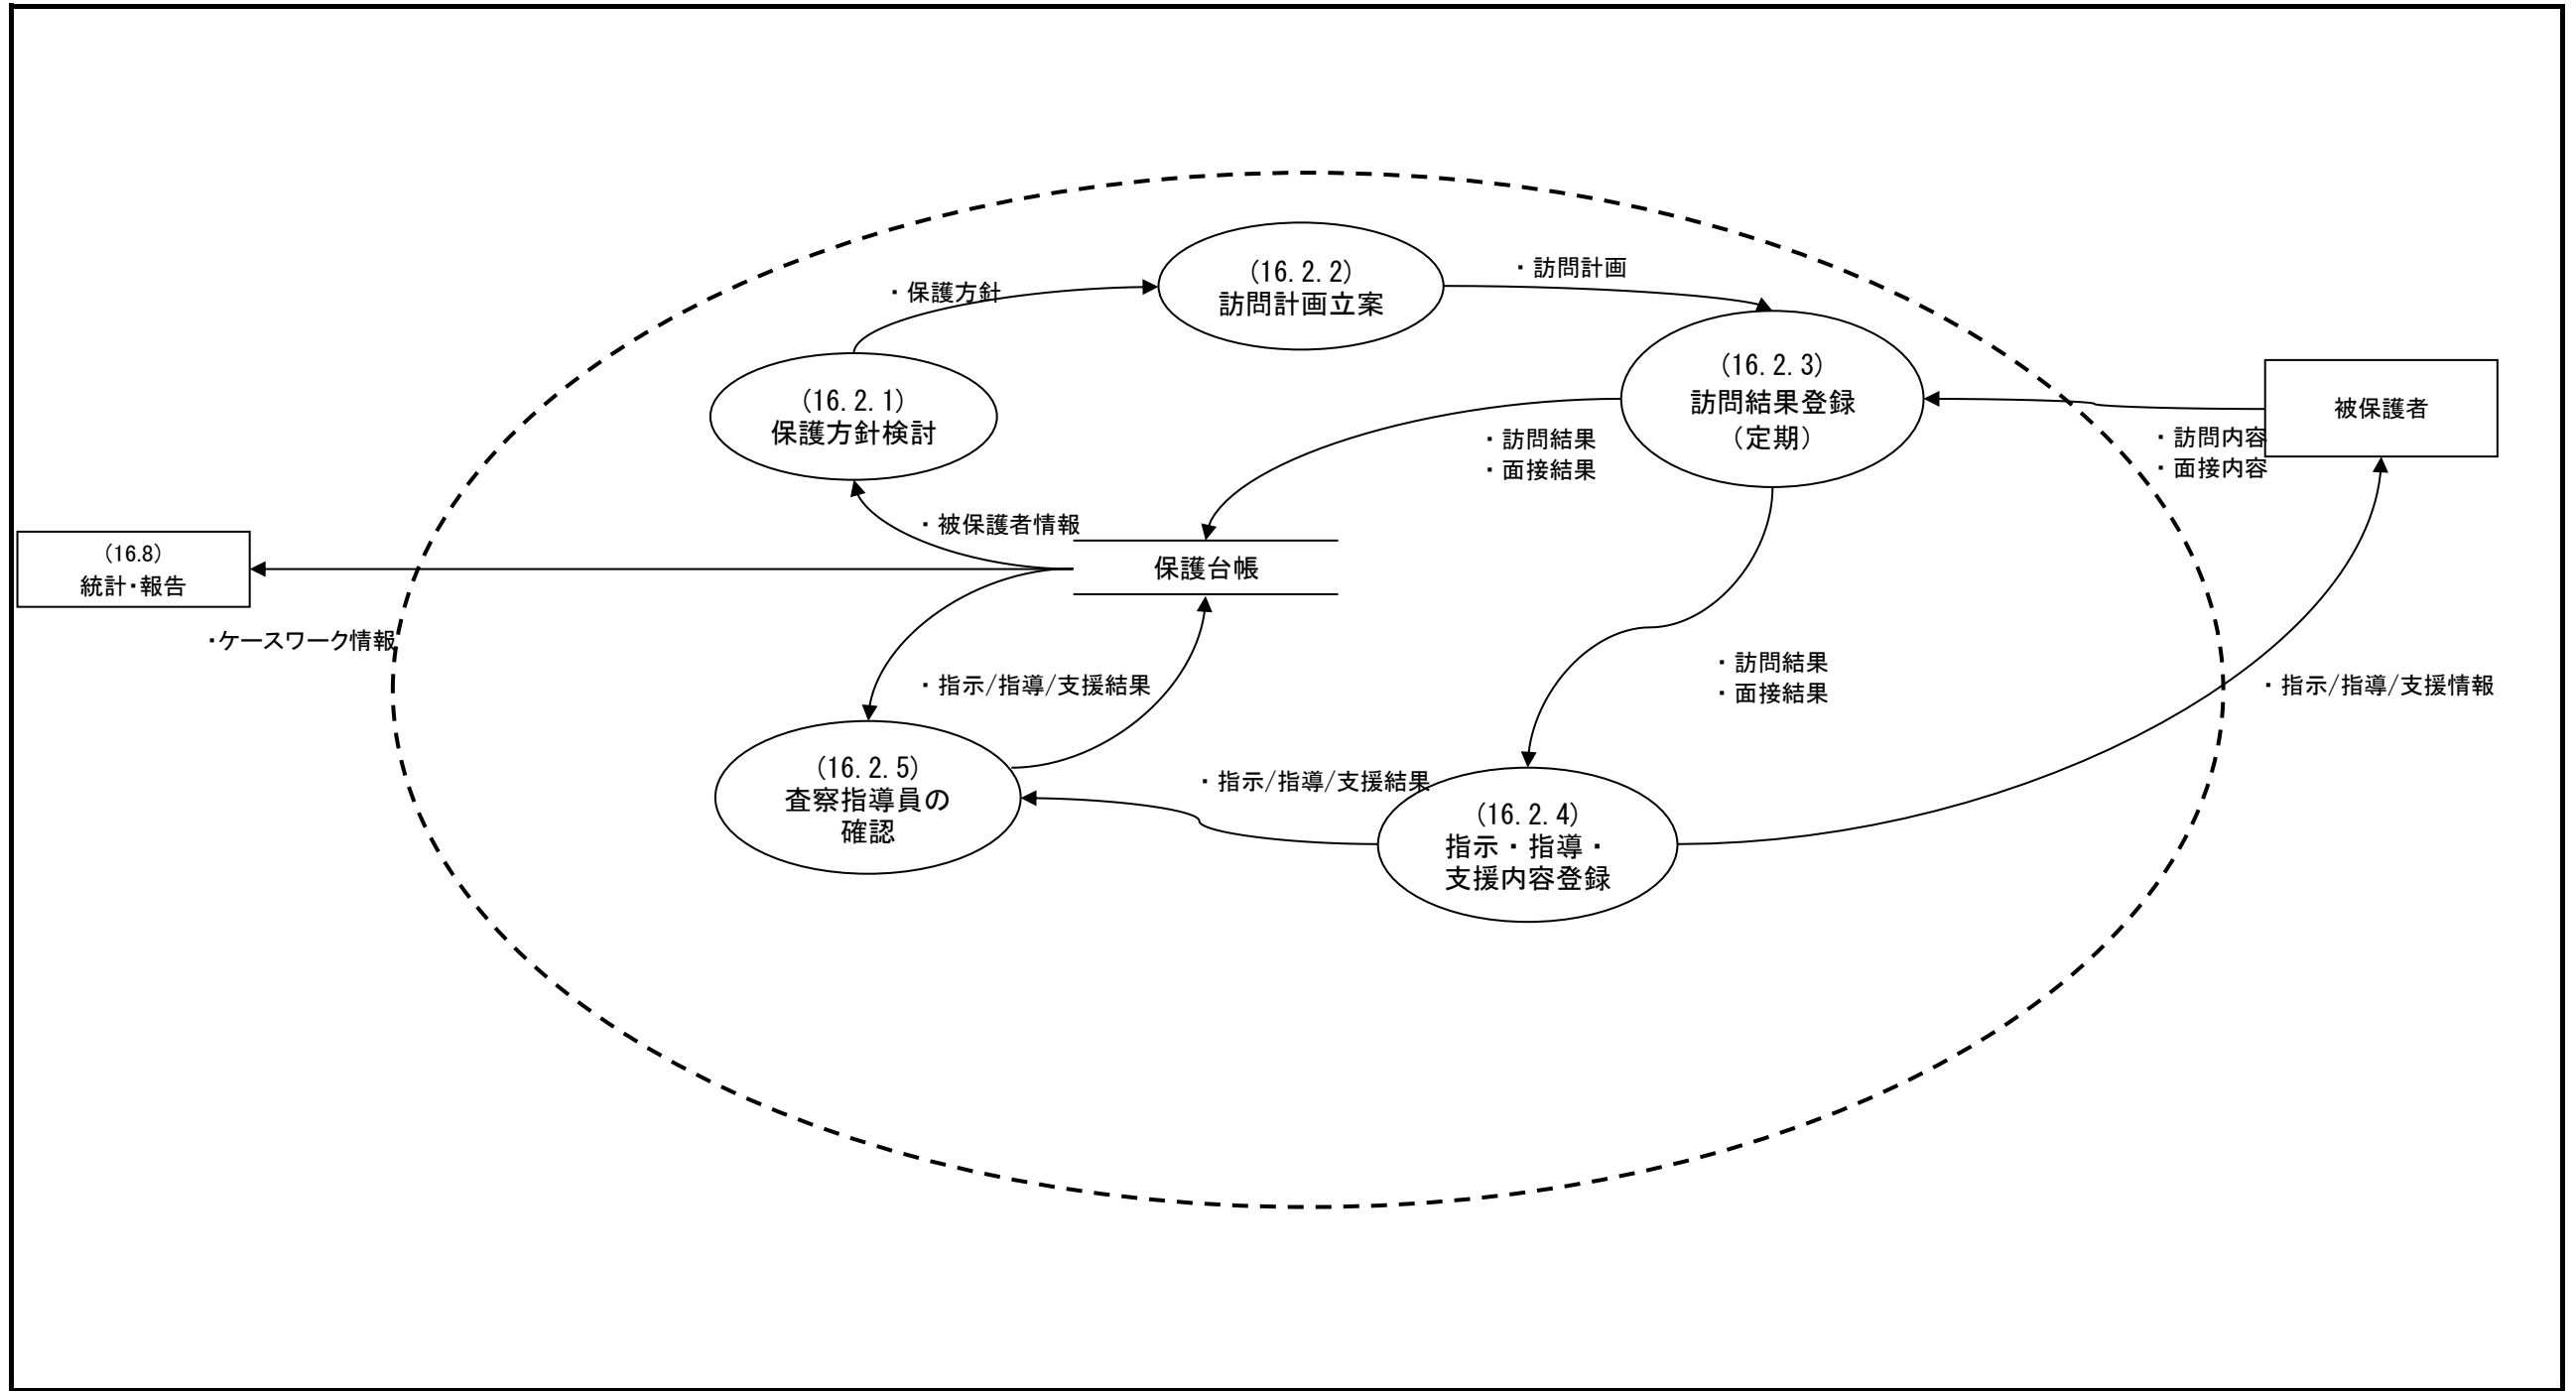 (16.2.2)
訪問計画立案
・訪問計画
・保護方針
(16.2.1)
保護方針検討
(16.2.3)
訪問結果登録
（定期）
被保護者
・訪問内容
・面接内容
・訪問結果
・面接結果
・被保護者情報
保護台帳
(16.8)
統計・報告
・ケースワーク情報
・指示/指導/支援結果
・訪問結果
・面接結果
・指示/指導/支援情報
(16.2.5)
査察指導員の
確認
・指示/指導/支援結果
(16.2.4)
指示・指導・
支援内容登録